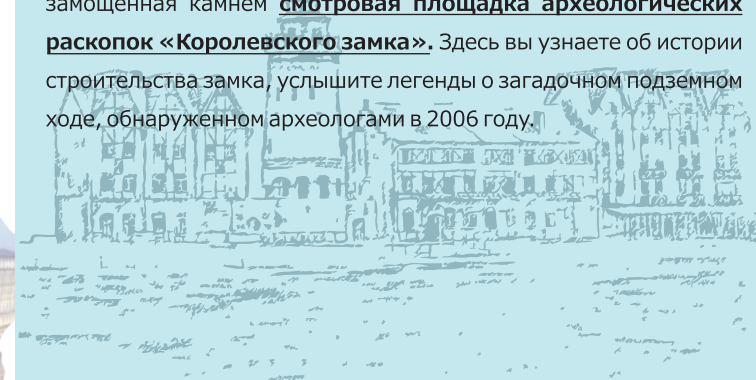 замощённая камнем смотровая площадка археологических
раскопок «Королевского замка». Здесь вы узнаете об истории
строительства замка, услышите легенды о загадочном подземном
ходе, обнаруженном археологами в 2006 году.